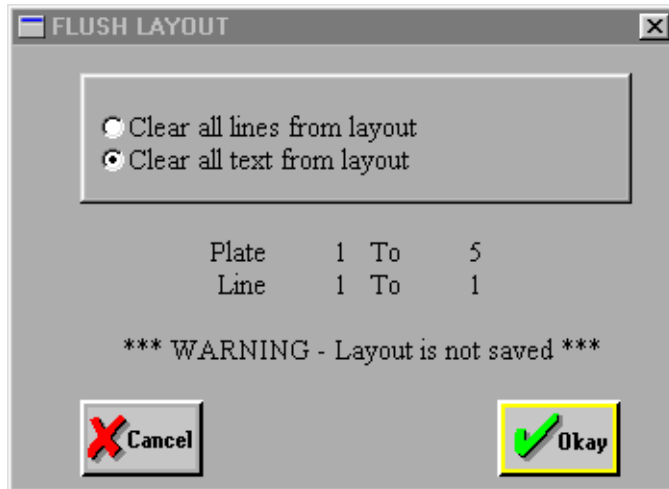 FLUSH LAYOUT
Clear all lines from layout
Clear all text from layout
Plate 1 To 5
Line 1 To 1
*** WARNING - Layout is not saved ***
Cancel
Okay